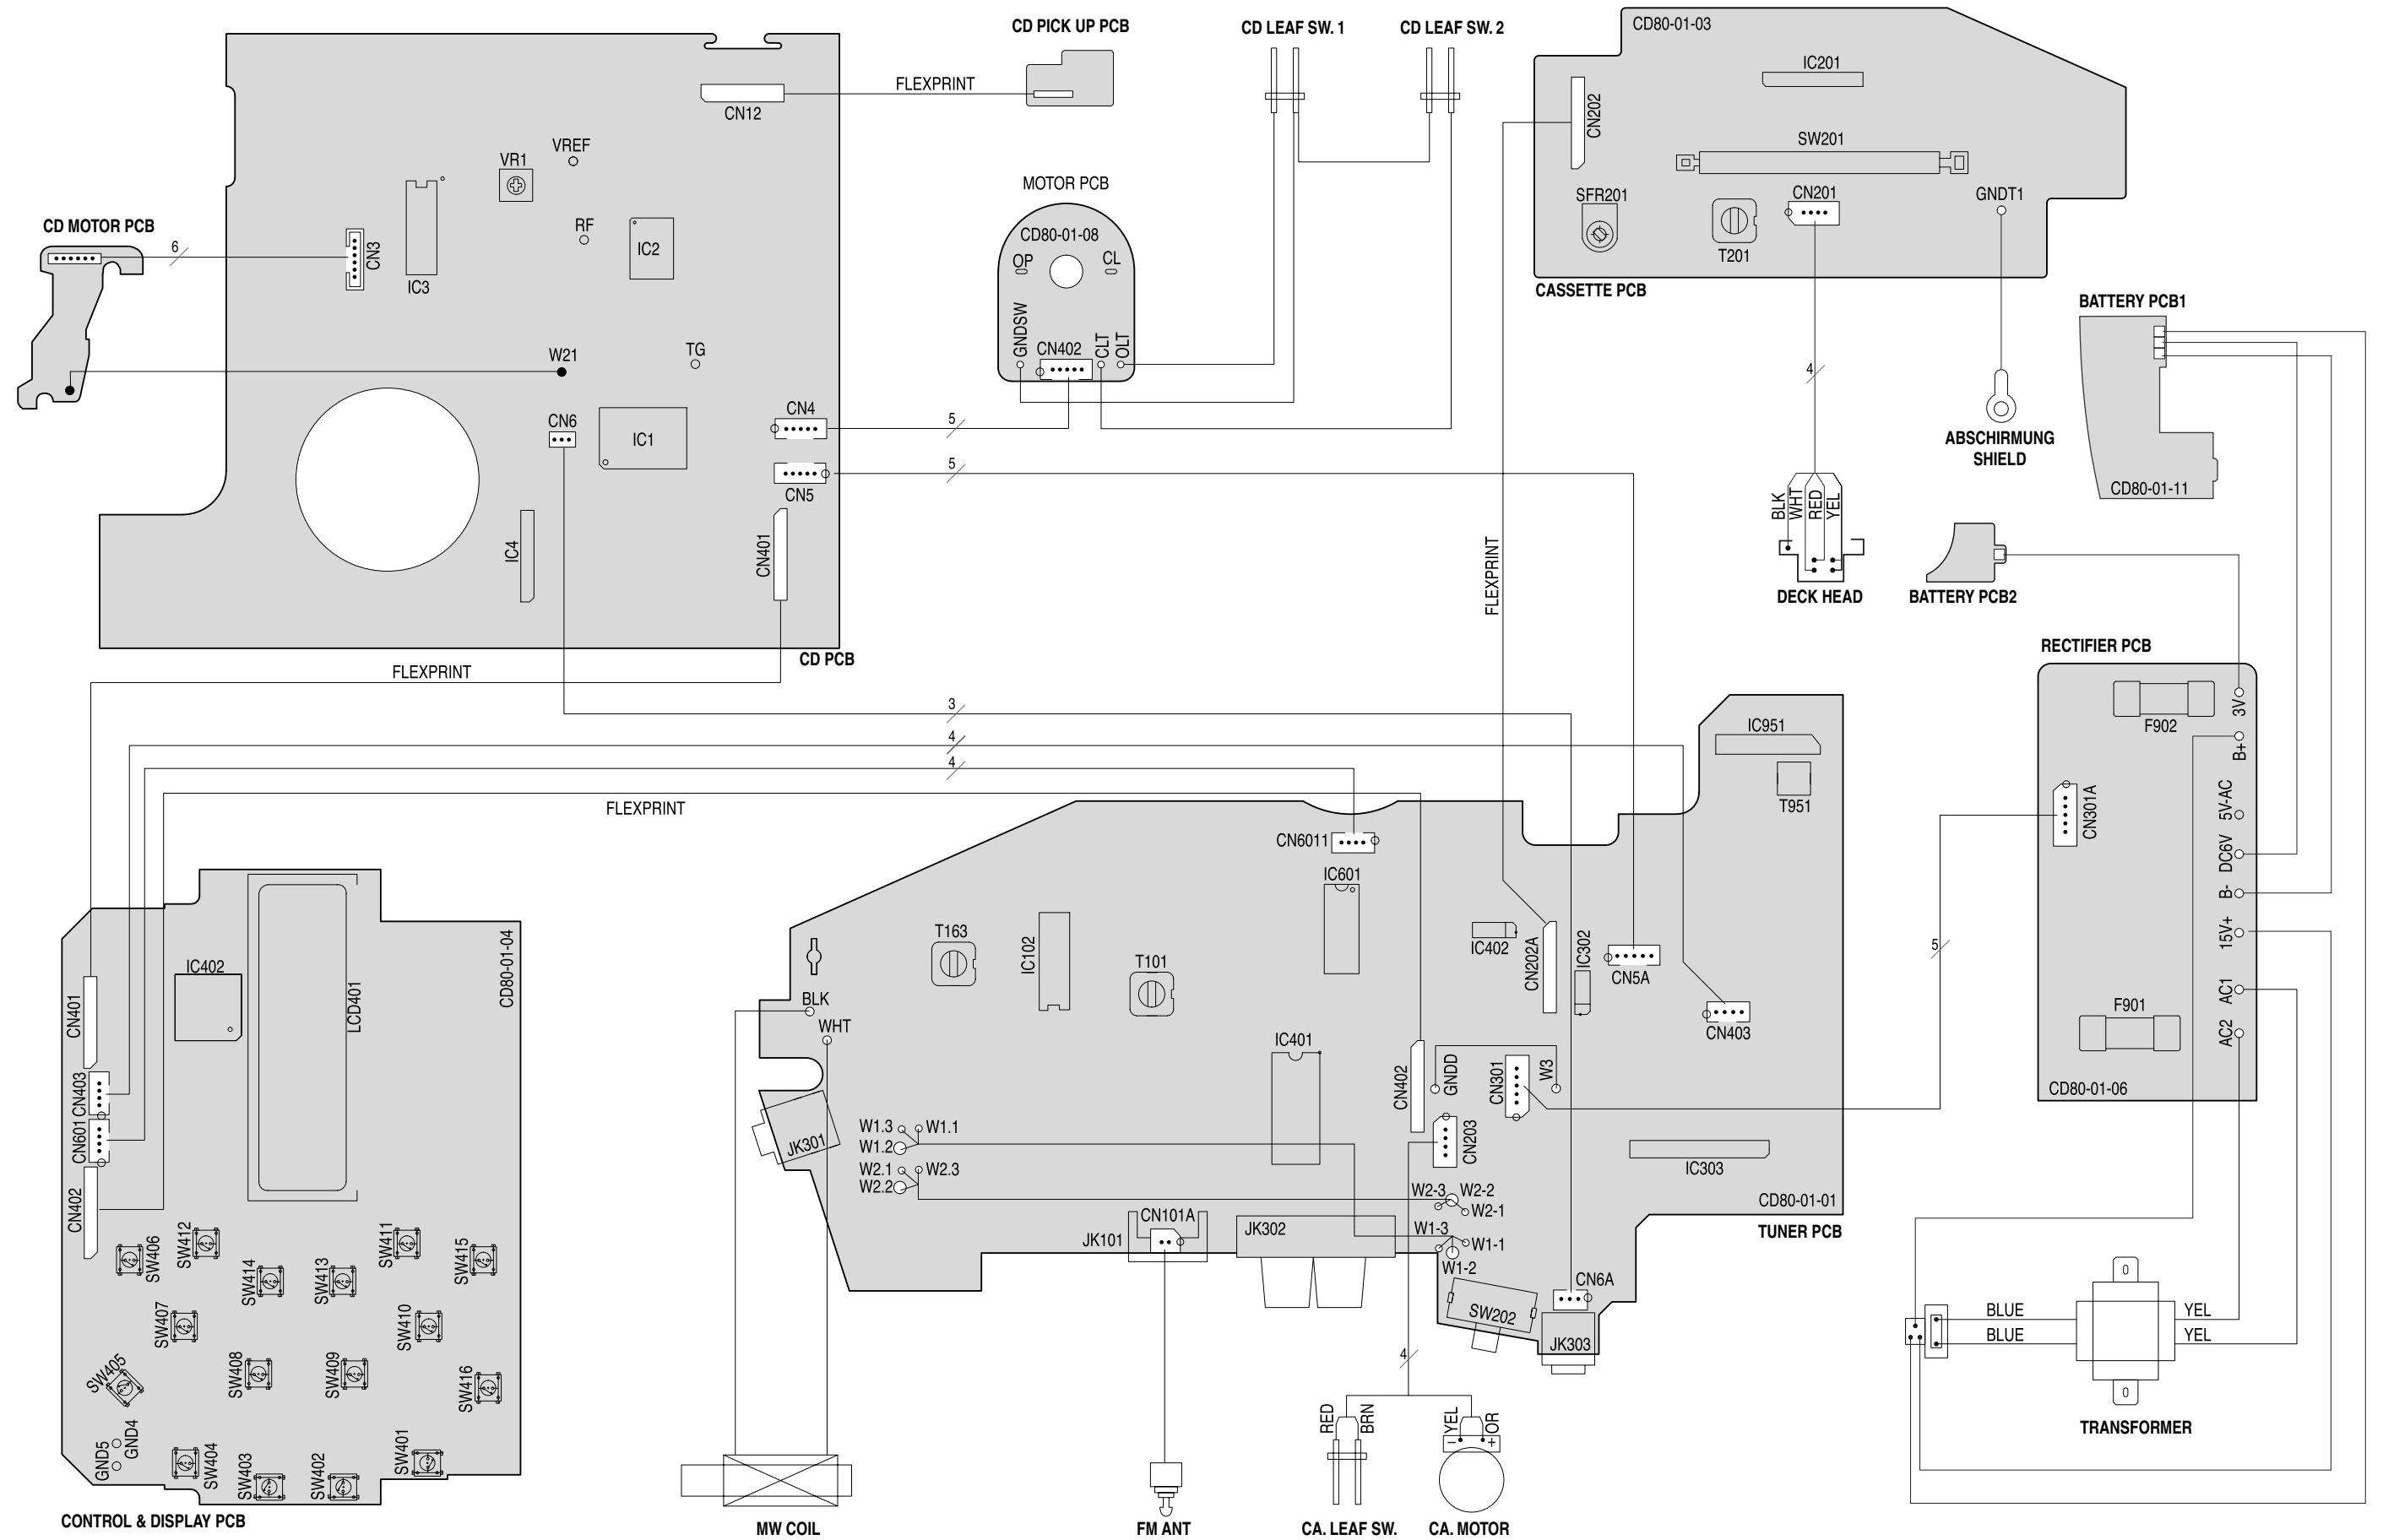 CD PICK UP PCB
CD LEAF SW. 1
CD LEAF SW. 2
CD80-01-03
IC201
FLEXPRINT
CN12
CN202
SW201
VREF
VR1
MOTOR PCB
CN201
SFR201
GNDT1
CD MOTOR PCB
6
CN3
RF
IC2
IC3
CD80-01-08
OP
CL
T201
CASSETTE PCB
BATTERY PCB1
GNDSW
CN402
CLT
OLT
W21
TG
4
CN4
CN6
IC1
5
ABSCHIRMUNG
SHIELD
5
CN5
CD80-01-11
BLK
WHT
RED
YEL
IC4
CN401
FLEXPRINT
DECK HEAD
BATTERY PCB2
RECTIFIER PCB
CD PCB
FLEXPRINT
3
4
4
IC951
F902
3V
B+
T951
FLEXPRINT
CN301A
5V-AC
DC6V
B-
15V+
AC1
AC2
CN6011
IC601
CD80-01-04
IC402
LCD401
CN401
T163
IC102
T101
IC402
CN202A
IC302
CN5A
5
BLK
WHT
CN403
F901
IC401
CN402
GNDD
CN301
W3
CD80-01-06
CN403
CN601
CN402
JK301
W1.3
W1.1
W1.2
W2.1
W2.3
W2.2
CN203
IC303
W2-3
W2-2
W2-1
CD80-01-01
TUNER PCB
CN101A
JK101
JK302
W1-3
W1-1
W1-2
SW406
SW412
SW411
SW415
SW414
SW413
CN6A
SW202
JK303
SW407
SW410
BLUE
YEL
BLUE
YEL
0
0
SW405
SW408
SW409
SW416
4
RED
BRN
YEL
OR
−
+
TRANSFORMER
GND5
GND4
SW404
SW403
SW402
SW401
CONTROL & DISPLAY PCB
MW COIL
FM ANT
CA. LEAF SW.
CA. MOTOR